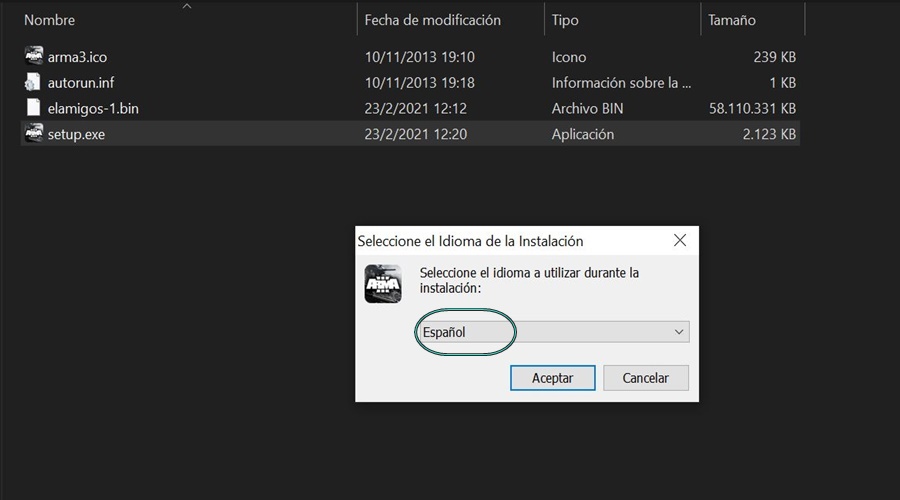 Nombre Fecha de modificación Tipo Tamaño
arma3.ico 10/11/2013 19:10 Icono 239 KB
autorun.inf 10/11/2013 19:18 Información sobre la ... 1 KB
elamigos-1.bin 23/2/2021 12:12 Archivo BIN 58.110.331 KB
setup.exe 23/2/2021 12:20 Aplicación 2.123 KB
Seleccione el Idioma de la Instalación
ARMA
Seleccione el idioma a utilizar durante la
instalación:
Español
Aceptar Cancelar